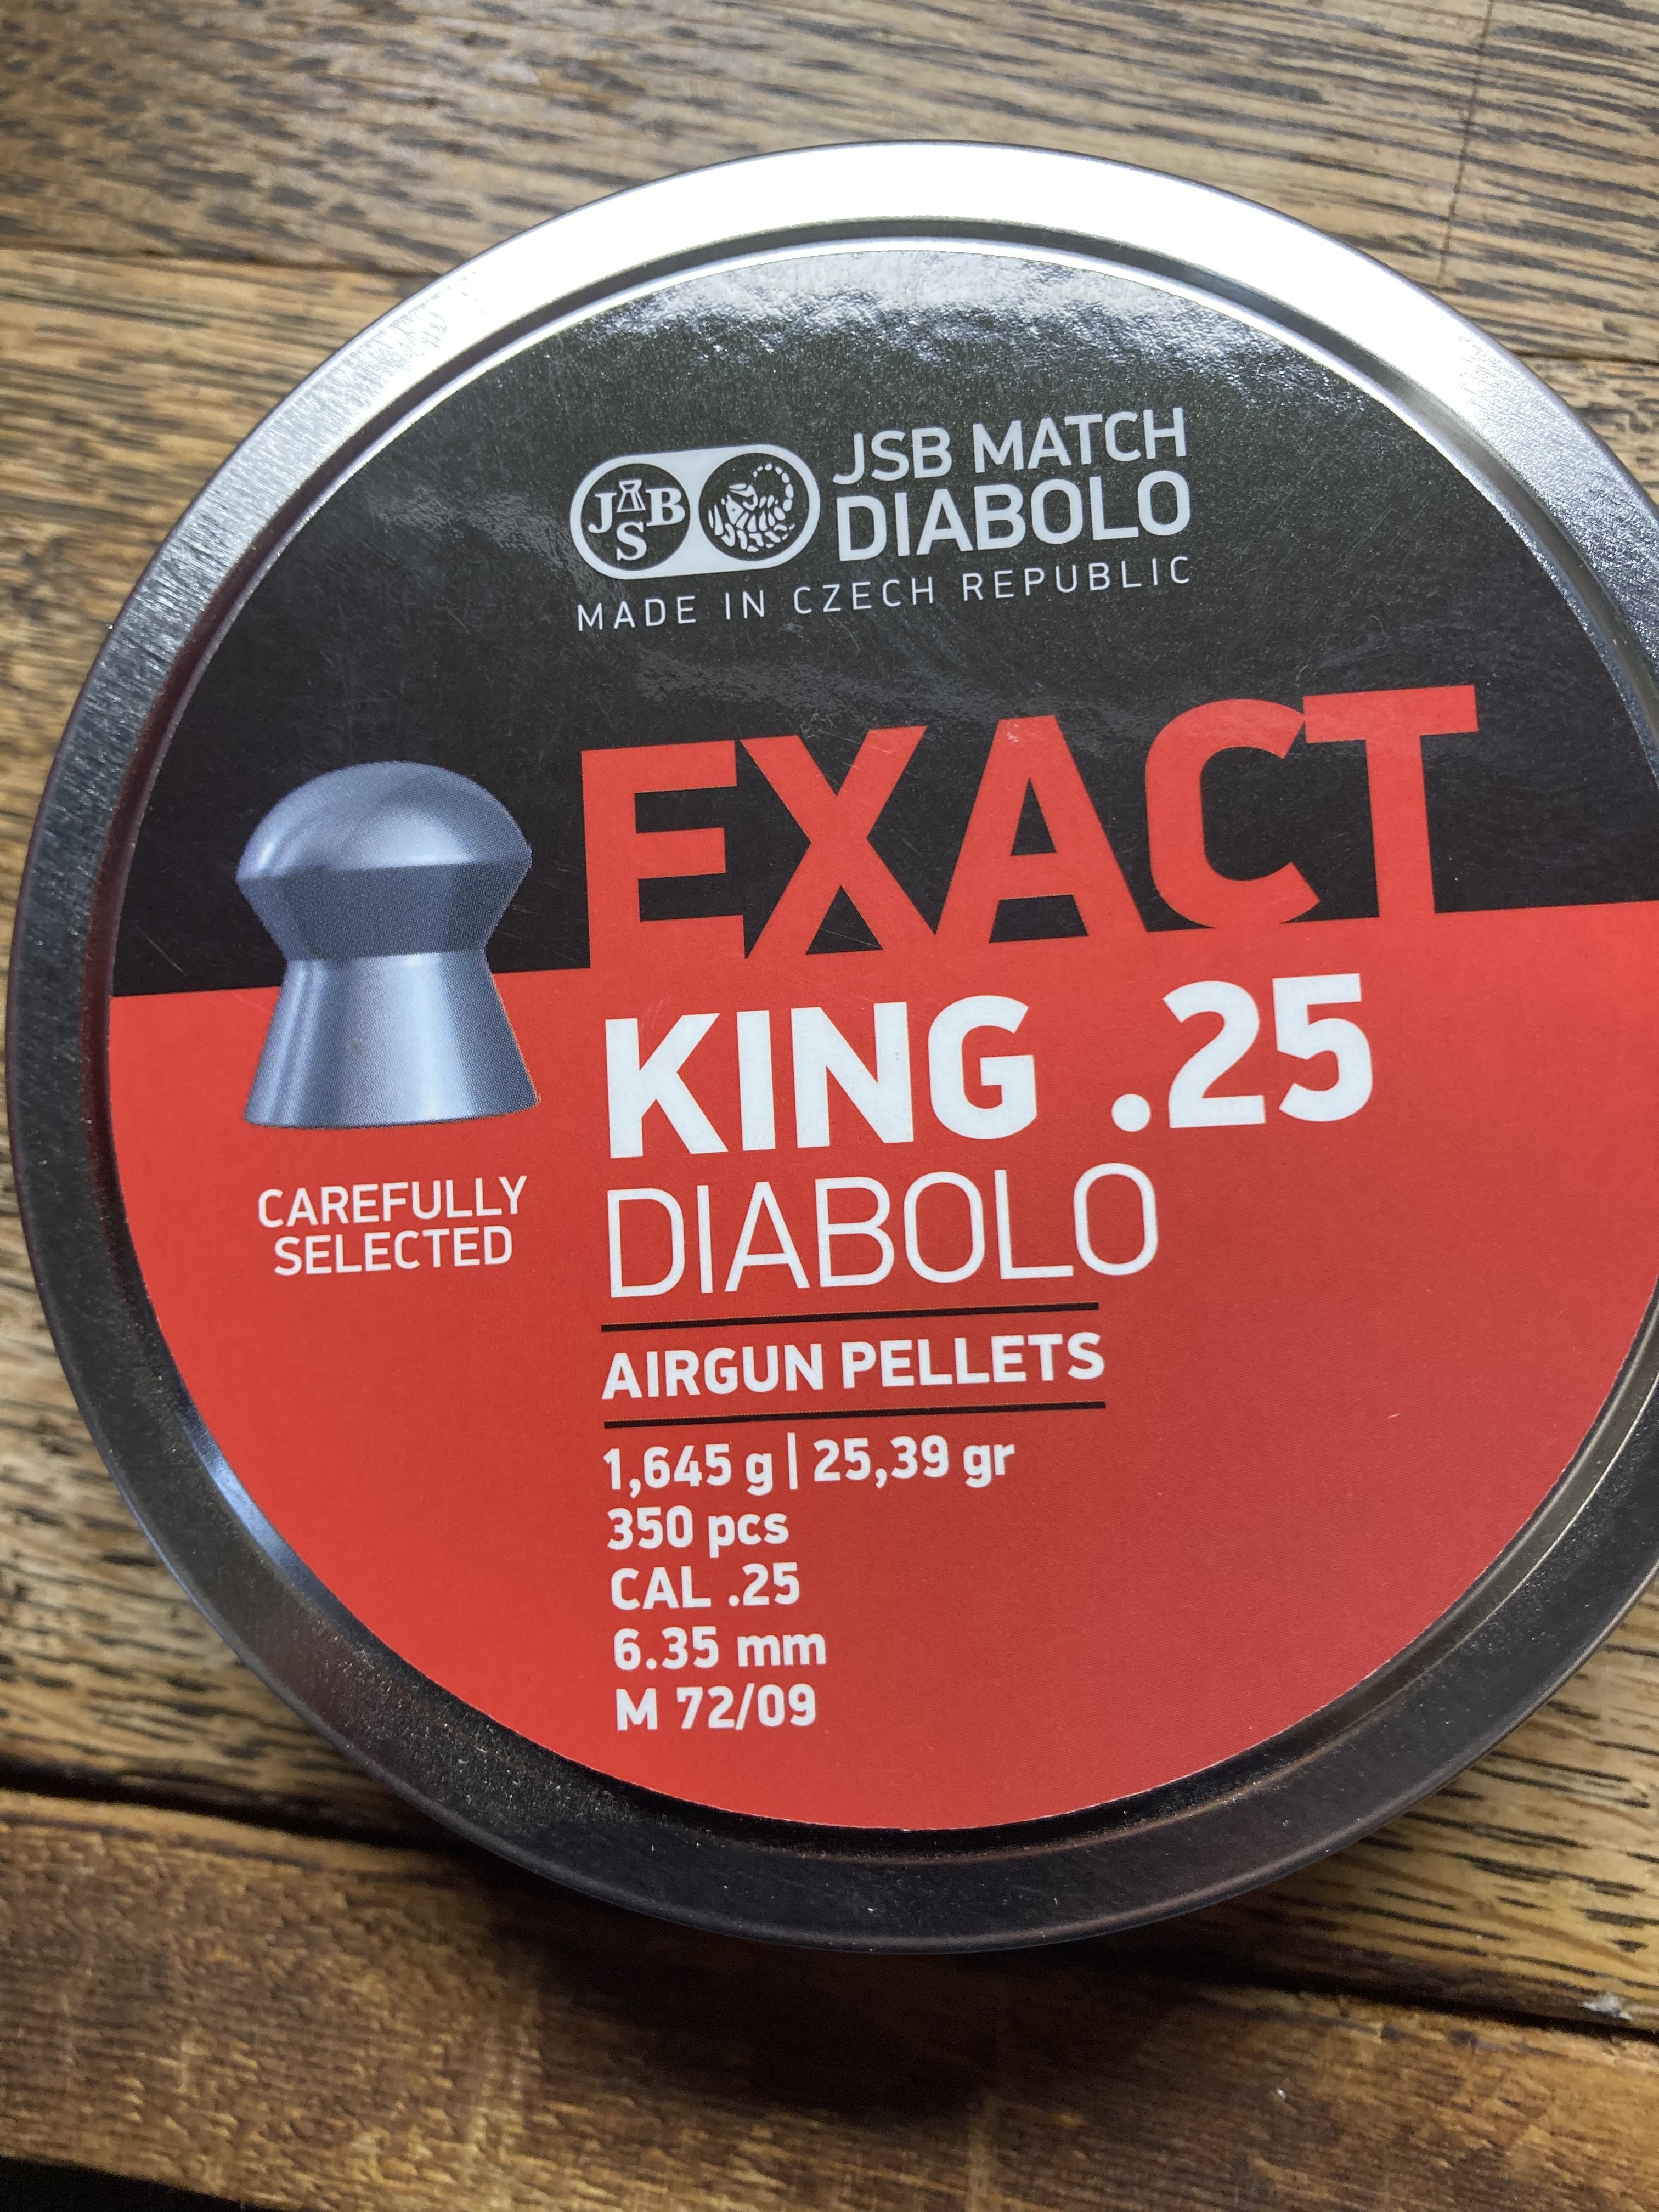 JSB
JSB MATCH
DIABOLO
MADE IN CZECH REPUBLIC
EXACT
KING .25
DIABOLO
CAREFULLY
SELECTED
AIRGUN PELLETS
1,645 g | 25,39 gr
350 pcs
CAL .25
6.35 mm
M 72/09